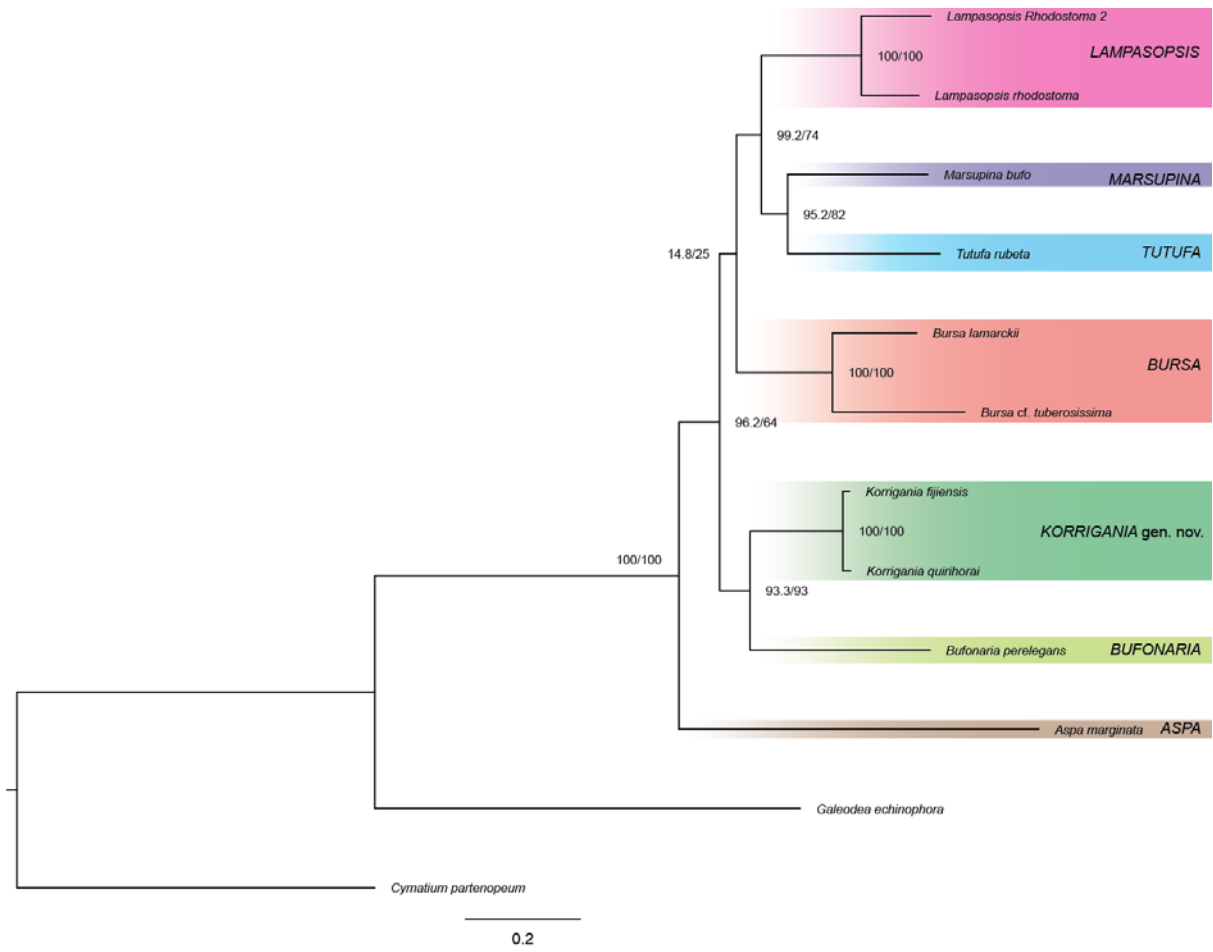 Lampasopsis Rhodostoma 2
LAMPASOPSIS
100/100
Lampasopsis rhodostoma
99.2/74
Marsupina bufo
MARSUPINA
95.2/82
14.8/25
Tutufa rubeta
TUTUFA
Bursa lamarckii
BURSA
100/100
Bursa cf. tuberosissima
96.2/64
Korrigania fijiensis
100/100
KORRIGANIA gen. nov.
100/100
Korrigania quirihorai
93.3/93
Bufonaria perelegans
BUFONARIA
Aspa marginata
ASPA
Galeodea echinophora
Cymatium partenopeum
0.2